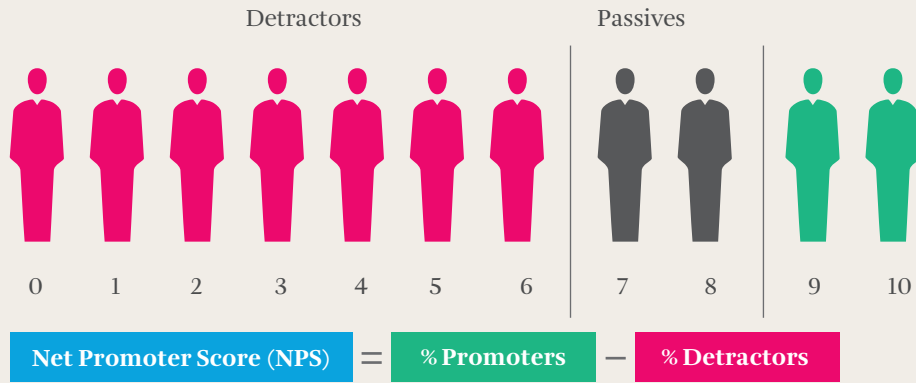 Detractors Passives
0 1 2 3 4 5 6 7 8 9 10
Net Promoter Score (NPS) = % Promoters – % Detractors